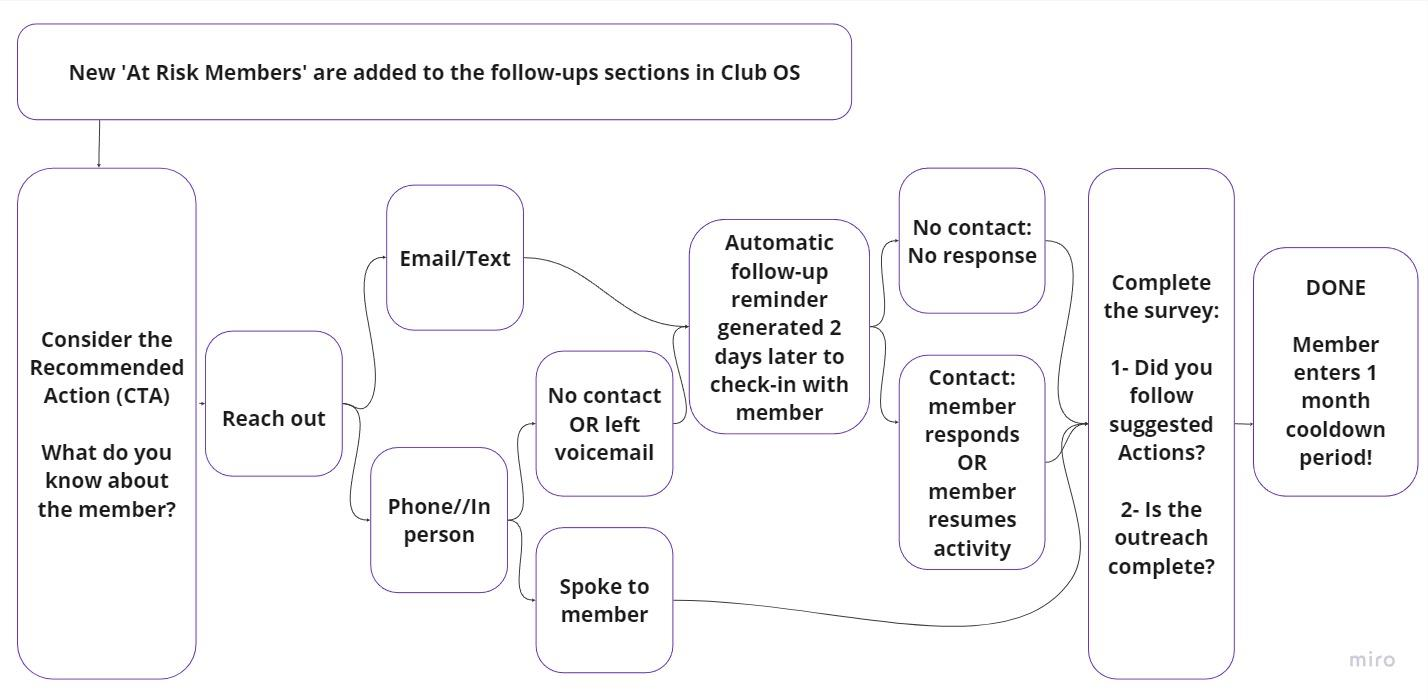 New 'At Risk Members' are added to the follow-ups sections in Club OS
Consider the
Recommended
Action (CTA)
What do you
know about
the member?
Reach out
Email/Text
Phone//In
person
No contact
OR left
voicemail
Spoke to
member
Automatic
follow-up
reminder
generated 2
days later to
check-in with
member
No contact:
No response
Contact:
member
responds
OR
member
resumes
activity
Complete
the survey:
1- Did you
follow
suggested
Actions?
2- Is the
outreach
complete?
DONE
Member
enters 1
month
cooldown
period!
miro